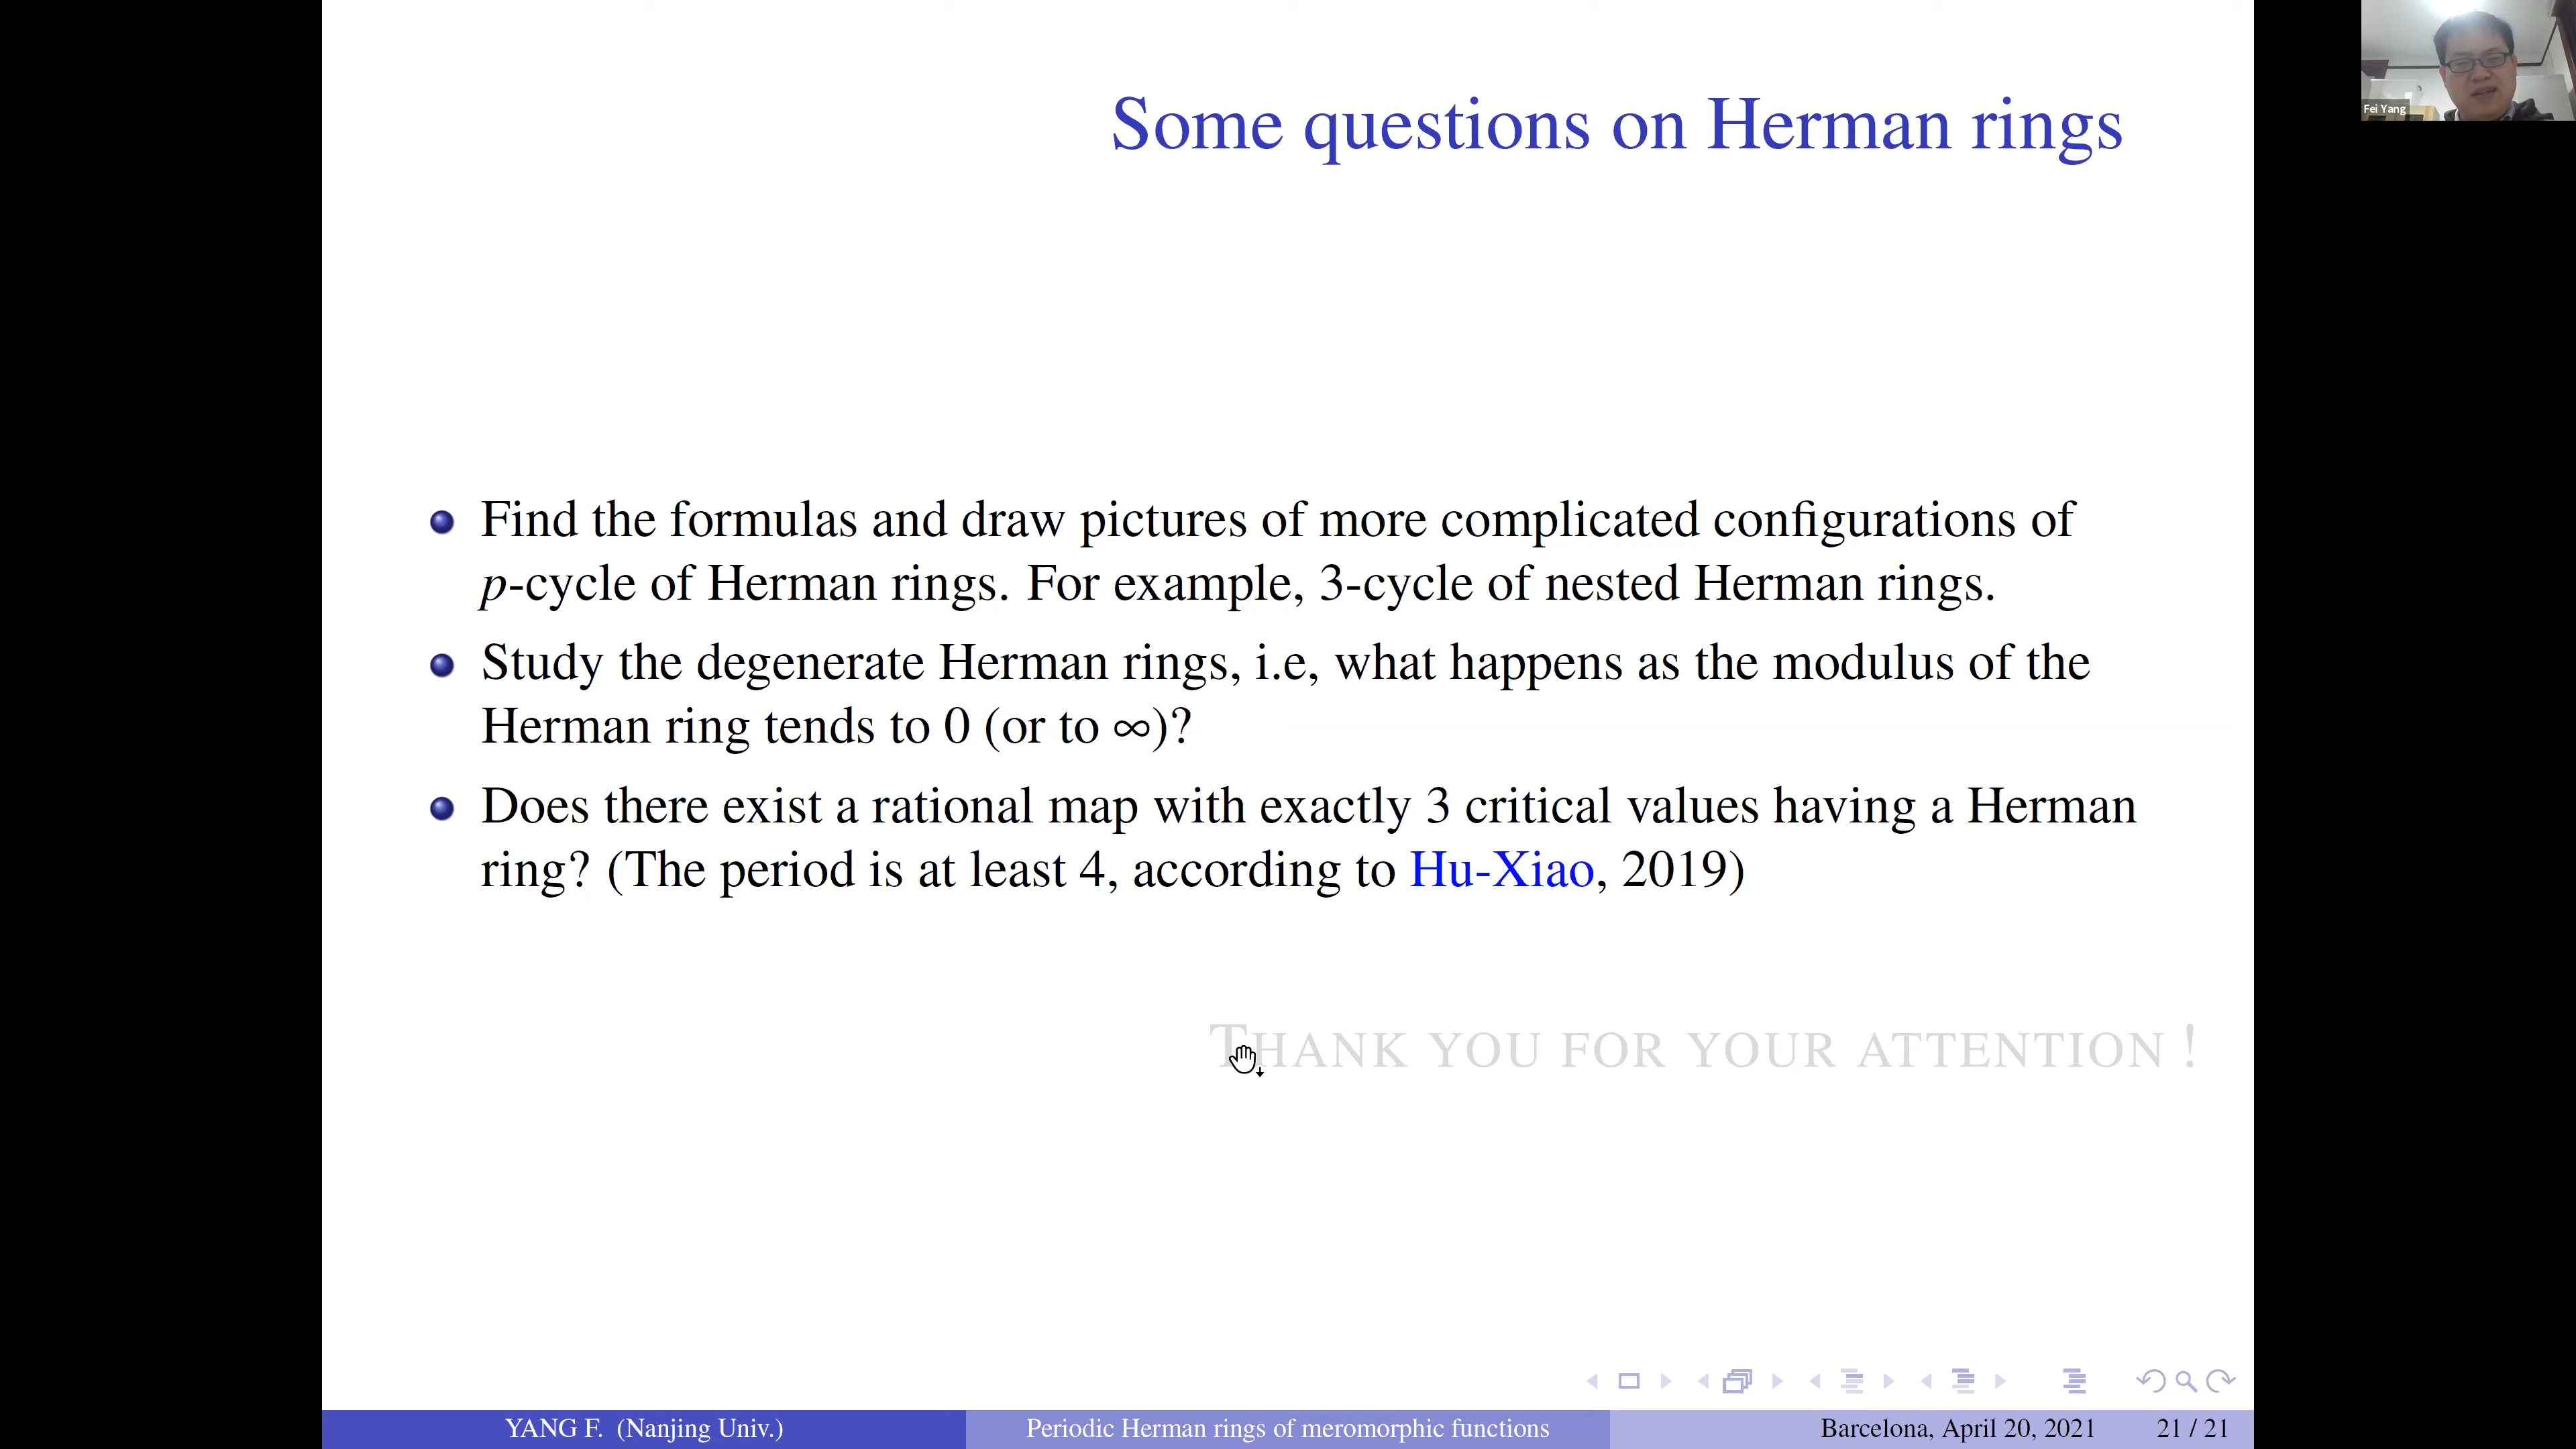 Some questions on Herman rings
Fei Yang
Find the formulas and draw pictures of more complicated configurations of
p-cycle of Herman rings. For example, 3-cycle of nested Herman rings.
Study the degenerate Herman rings, i.e, what happens as the modulus of the
Herman ring tends to 0 (or to ∞)?
Does there exist a rational map with exactly 3 critical values having a Herman
ring? (The period is at least 4, according to Hu-Xiao, 2019)
THANK YOU FOR YOUR ATTENTION !
YANG F. (Nanjing Univ.) Periodic Herman rings of meromorphic functions Barcelona, April 20, 2021 21 / 21